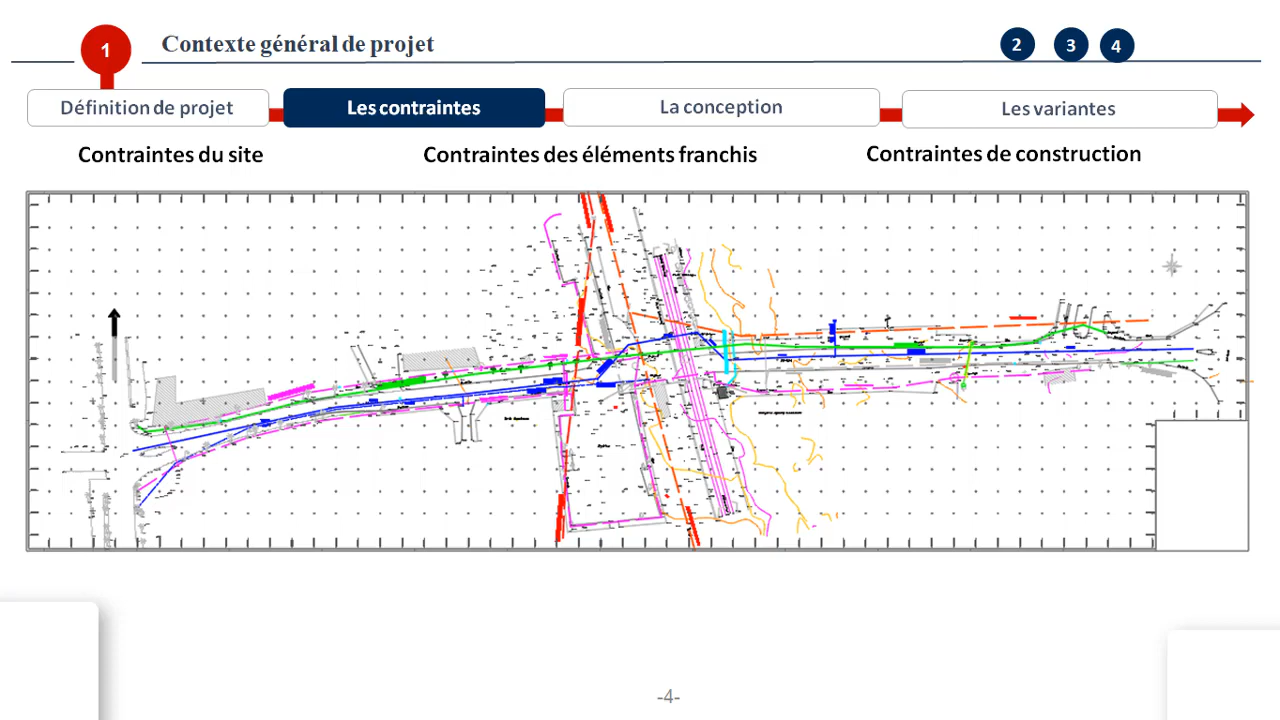 1
Contexte général de projet
2
3
4
Définition de projet
Les contraintes
La conception
Les variantes
Contraintes du site
Contraintes des éléments franchis
Contraintes de construction
-4-